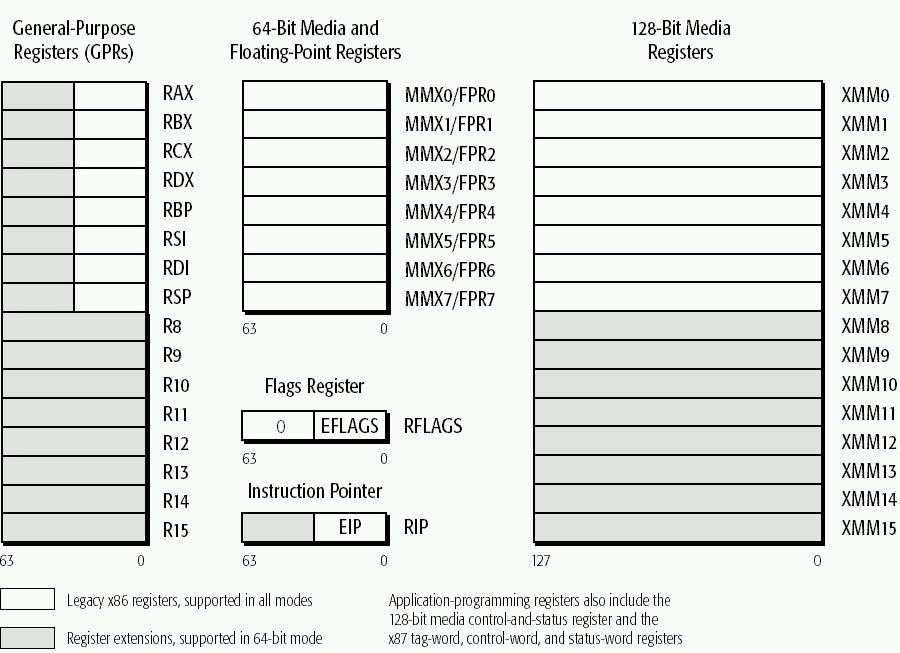 General-Purpose
Registers (GPRs)
64-Bit Media and
Floating-Point Registers
128-Bit Media
Registers
RAX
RBX
RCX
RDX
RBP
RSI
RDI
RSP
R8
R9
R10
R11
R12
R13
R14
R15
63 0
MMX0/FPR0
MMX1/FPR1
MMX2/FPR2
MMX3/FPR3
MMX4/FPR4
MMX5/FPR5
MMX6/FPR6
MMX7/FPR7
63 0
Flags Register
0 EFLAGS RFLAGS
63 0
Instruction Pointer
EIP RIP
63 0
XMM0
XMM1
XMM2
XMM3
XMM4
XMM5
XMM6
XMM7
XMM8
XMM9
XMM10
XMM11
XMM12
XMM13
XMM14
XMM15
127 0
Legacy x86 registers, supported in all modes
Register extensions, supported in 64-bit mode
Application-programming registers also include the
128-bit media control-and-status register and the
x87 tag-word, control-word, and status-word registers